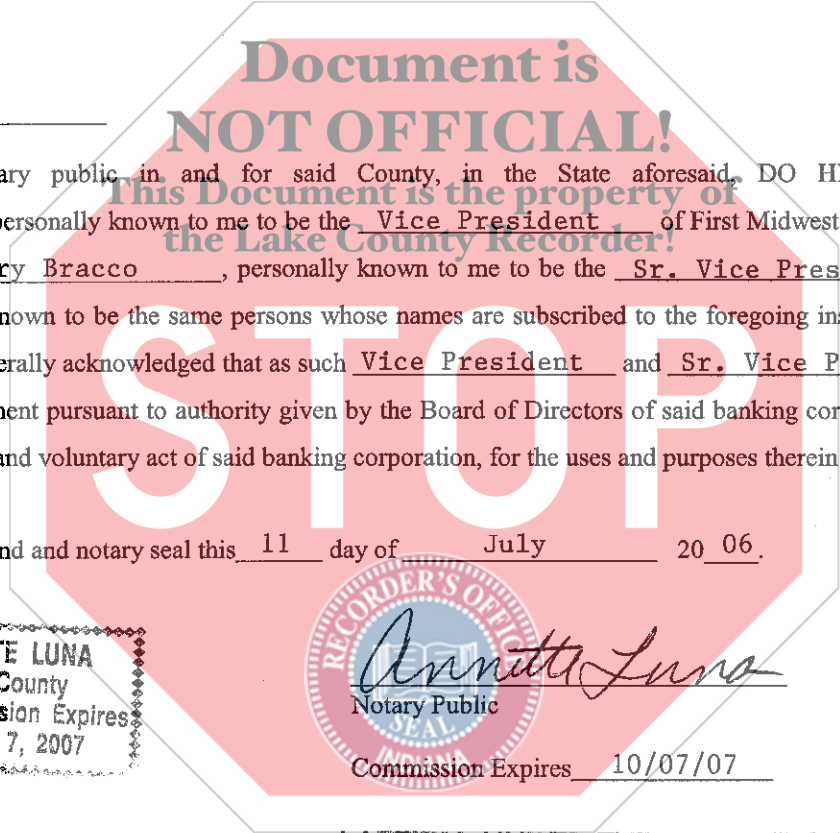 Document is
NOT OFFICIAL!
ary public in and for said County, in the State aforesaid, DO H
This Document is the property of
personally known to me to be the Vice President of First Midwest
the Lake County Recorder!
ry Bracco, personally known to me to be the Sr. Vice Pres
nown to be the same persons whose names are subscribed to the foregoing in
erally acknowledged that as such Vice President and Sr. Vice P
ment pursuant to authority given by the Board of Directors of said banking cor
and voluntary act of said banking corporation, for the uses and purposes therein
STOP
nd and notary seal this 11 day of July 20 06.
RECORDER'S OFFICE
SEAL
INDIANA
TE LUNA
County
sion Expires
7, 2007
Annette Luna
Notary Public
Commission Expires 10/07/07